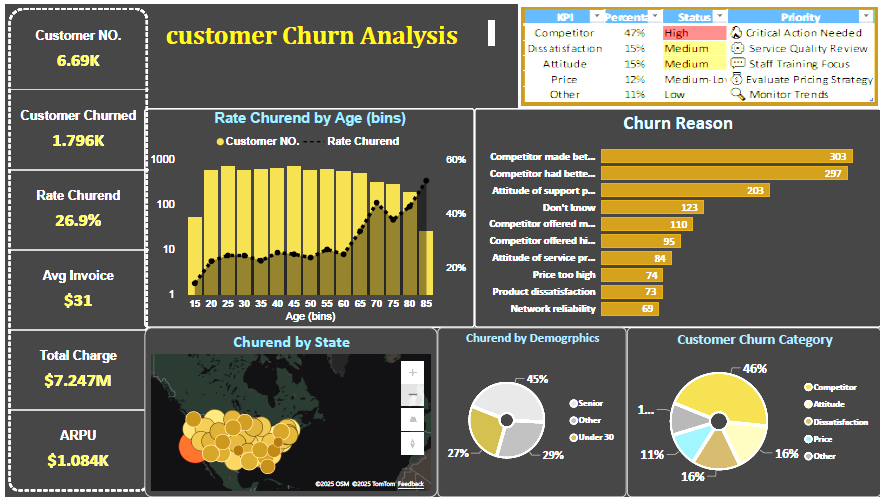 Customer NO.
6.69K
Customer Churned
1.796K
Rate Churend
26.9%
Avg Invoice
$31
Total Charge
$7.247M
ARPU
$1.084K
customer Churn Analysis
KPI Percenta Status Priority
Competitor 47% High Critical Action Needed
Dissatisfaction 15% Medium Service Quality Review
Attitude 15% Medium Staff Training Focus
Price 12% Medium-Lov Evaluate Pricing Strategy
Other 11% Low Monitor Trends
Rate Churend by Age (bins)
Customer NO. Rate Churend
1000 60%
100 40%
10 20%
1
15 20 25 30 35 40 45 50 55 60 65 70 75 80 85
Age (bins)
Churn Reason
Competitor made bet... 303
Competitor had bette... 297
Attitude of support p... 203
Don't know 123
Competitor offered m... 110
Competitor offered hi... 95
Attitude of service pr... 84
Price too high 74
Product dissatisfaction 73
Network reliability 69
Churend by State
©2025 OSM ©2025 TomTom Feedback
Churend by Demogrphics
45%
29%
27%
Senior
Other
Under 30
Customer Churn Category
46%
16%
16%
11%
1...
Competitor
Attitude
Dissatisfaction
Price
Other